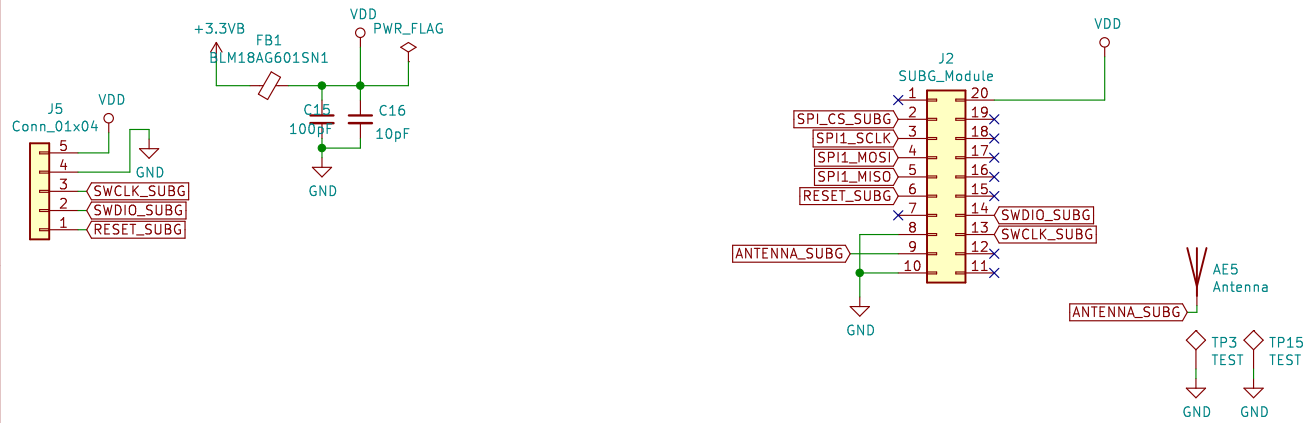 +3.3VB
FB1
BLM18AG601SN1
VDD
PWR_FLAG
C15
100pF
C16
10pF
GND
J5
Conn_01x04
VDD
5
4
3
2
1
GND
SWCLK_SUBG
SWDIO_SUBG
RESET_SUBG
J2
SUBG_Module
VDD
1
2
3
4
5
6
7
8
9
10
20
19
18
17
16
15
14
13
12
11
SPI_CS_SUBG
SPI1_SCLK
SPI1_MOSI
SPI1_MISO
RESET_SUBG
ANTENNA_SUBG
GND
SWDIO_SUBG
SWCLK_SUBG
AE5
Antenna
ANTENNA_SUBG
TP3
TEST
GND
TP15
TEST
GND